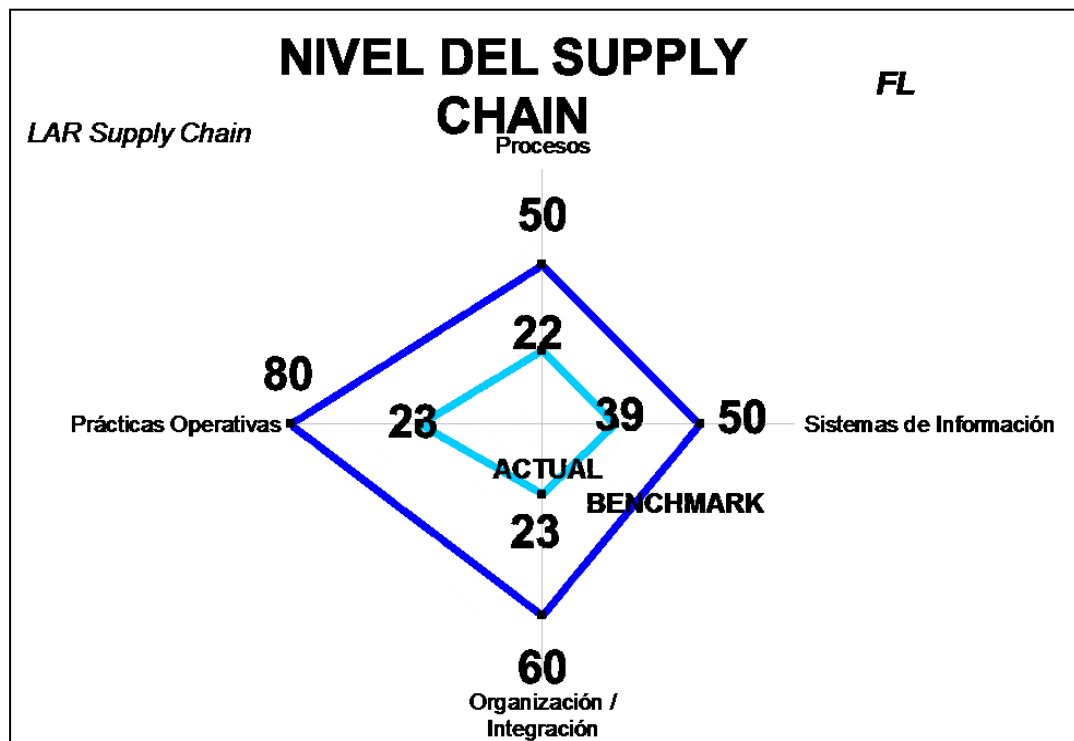 NIVEL DEL SUPPLY
CHAIN
FL
LAR Supply Chain
Procesos
50
22
80
Prácticas Operativas
23
39
50
Sistemas de Información
ACTUAL
BENCHMARK
23
60
Organización /
Integración